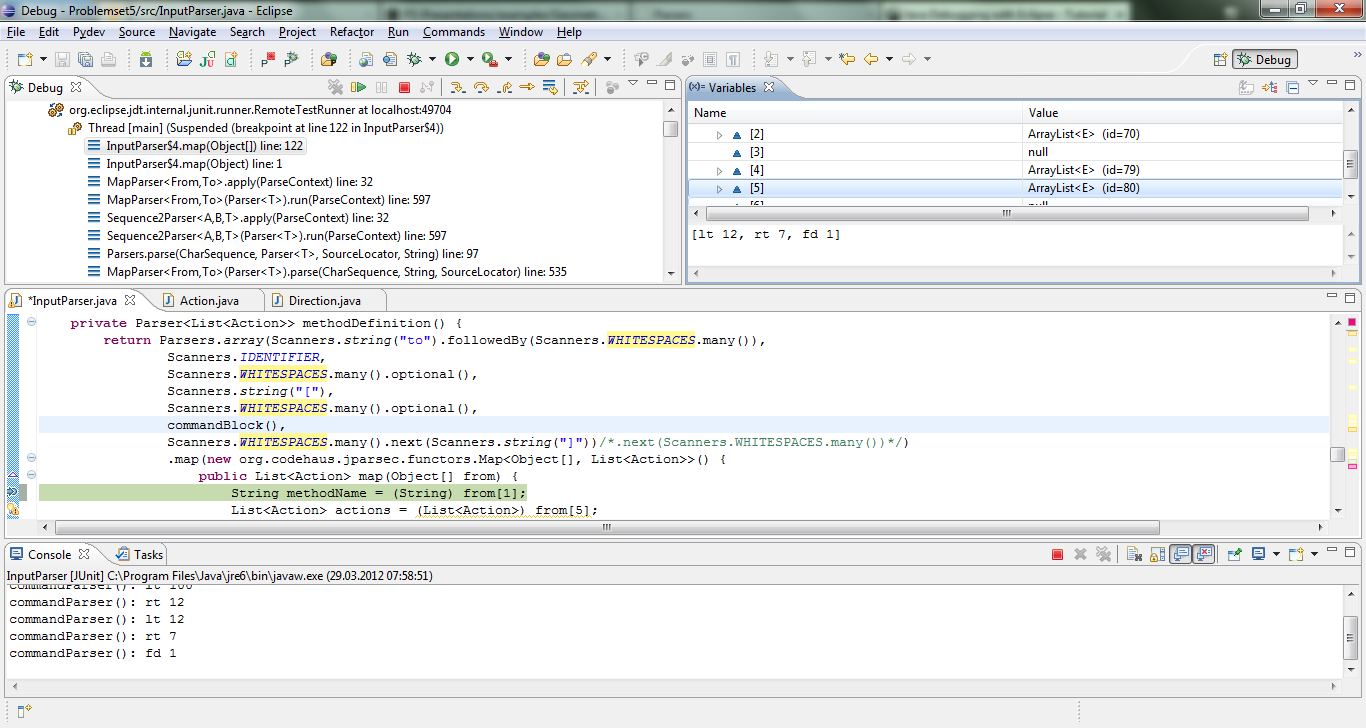 Debug - Problemset5/src/InputParser.java - Eclipse
File Edit Pydev Source Navigate Search Project Refactor Run Commands Window Help
Debug
Debug
org.eclipse.jdt.internal.junit.runner.RemoteTestRunner at localhost:49704
Thread [main] (Suspended (breakpoint at line 122 in InputParser$4))
InputParser$4.map(Object[]) line: 122
InputParser$4.map(Object) line: 1
MapParser<From,To>.apply(ParseContext) line: 32
MapParser<From,To>(Parser<T>).run(ParseContext) line: 597
Sequence2Parser<A,B,T>.apply(ParseContext) line: 32
Sequence2Parser<A,B,T>(Parser<T>).run(ParseContext) line: 597
Parsers.parse(CharSequence, Parser<T>, SourceLocator, String) line: 97
MapParser<From,To>(Parser<T>).parse(CharSequence, String, SourceLocator) line: 535
(x)= Variables
Name Value
[2] ArrayList<E> (id=70)
[3] null
[4] ArrayList<E> (id=79)
[5] ArrayList<E> (id=80)
[6] null
[lt 12, rt 7, fd 1]
*InputParser.java Action.java Direction.java
private Parser<List<Action>> methodDefinition() {
return Parsers.array(Scanners.string("to").followedBy(Scanners.WHITESPACES.many()),
Scanners.IDENTIFIER,
Scanners.WHITESPACES.many().optional(),
Scanners.string("["),
Scanners.WHITESPACES.many().optional(),
commandBlock(),
Scanners.WHITESPACES.many().next(Scanners.string("]"))/*.next(Scanners.WHITESPACES.many())*/)
.map(new org.codehaus.jparsec.functors.Map<Object[], List<Action>>() {
public List<Action> map(Object[] from) {
String methodName = (String) from[1];
List<Action> actions = (List<Action>) from[5];
Console Tasks
InputParser [JUnit] C:\Program Files\Java\jre6\bin\javaw.exe (29.03.2012 07:58:51)
commandParser(): lt 100
commandParser(): rt 12
commandParser(): lt 12
commandParser(): rt 7
commandParser(): fd 1